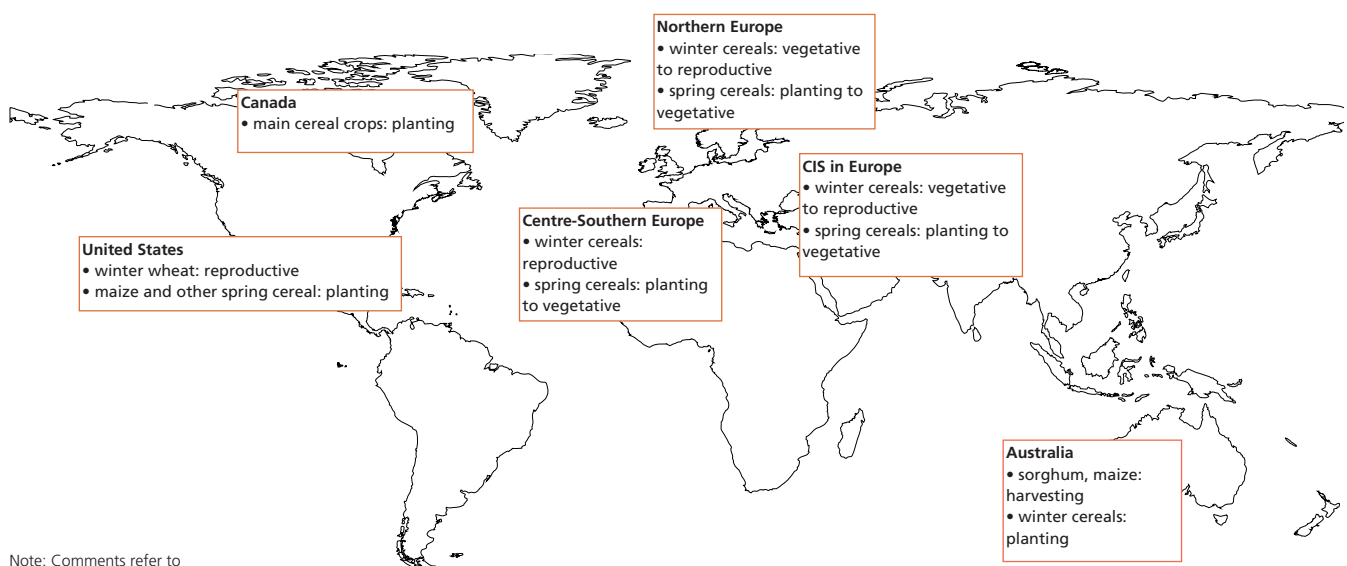 Northern Europe
• winter cereals: vegetative
to reproductive
• spring cereals: planting to
vegetative
Canada
• main cereal crops: planting
CIS in Europe
• winter cereals: vegetative
to reproductive
• spring cereals: planting to
vegetative
Centre-Southern Europe
• winter cereals:
reproductive
• spring cereals: planting
to vegetative
United States
• winter wheat: reproductive
• maize and other spring cereal: planting
Australia
• sorghum, maize:
harvesting
• winter cereals:
planting
Note: Comments refer to